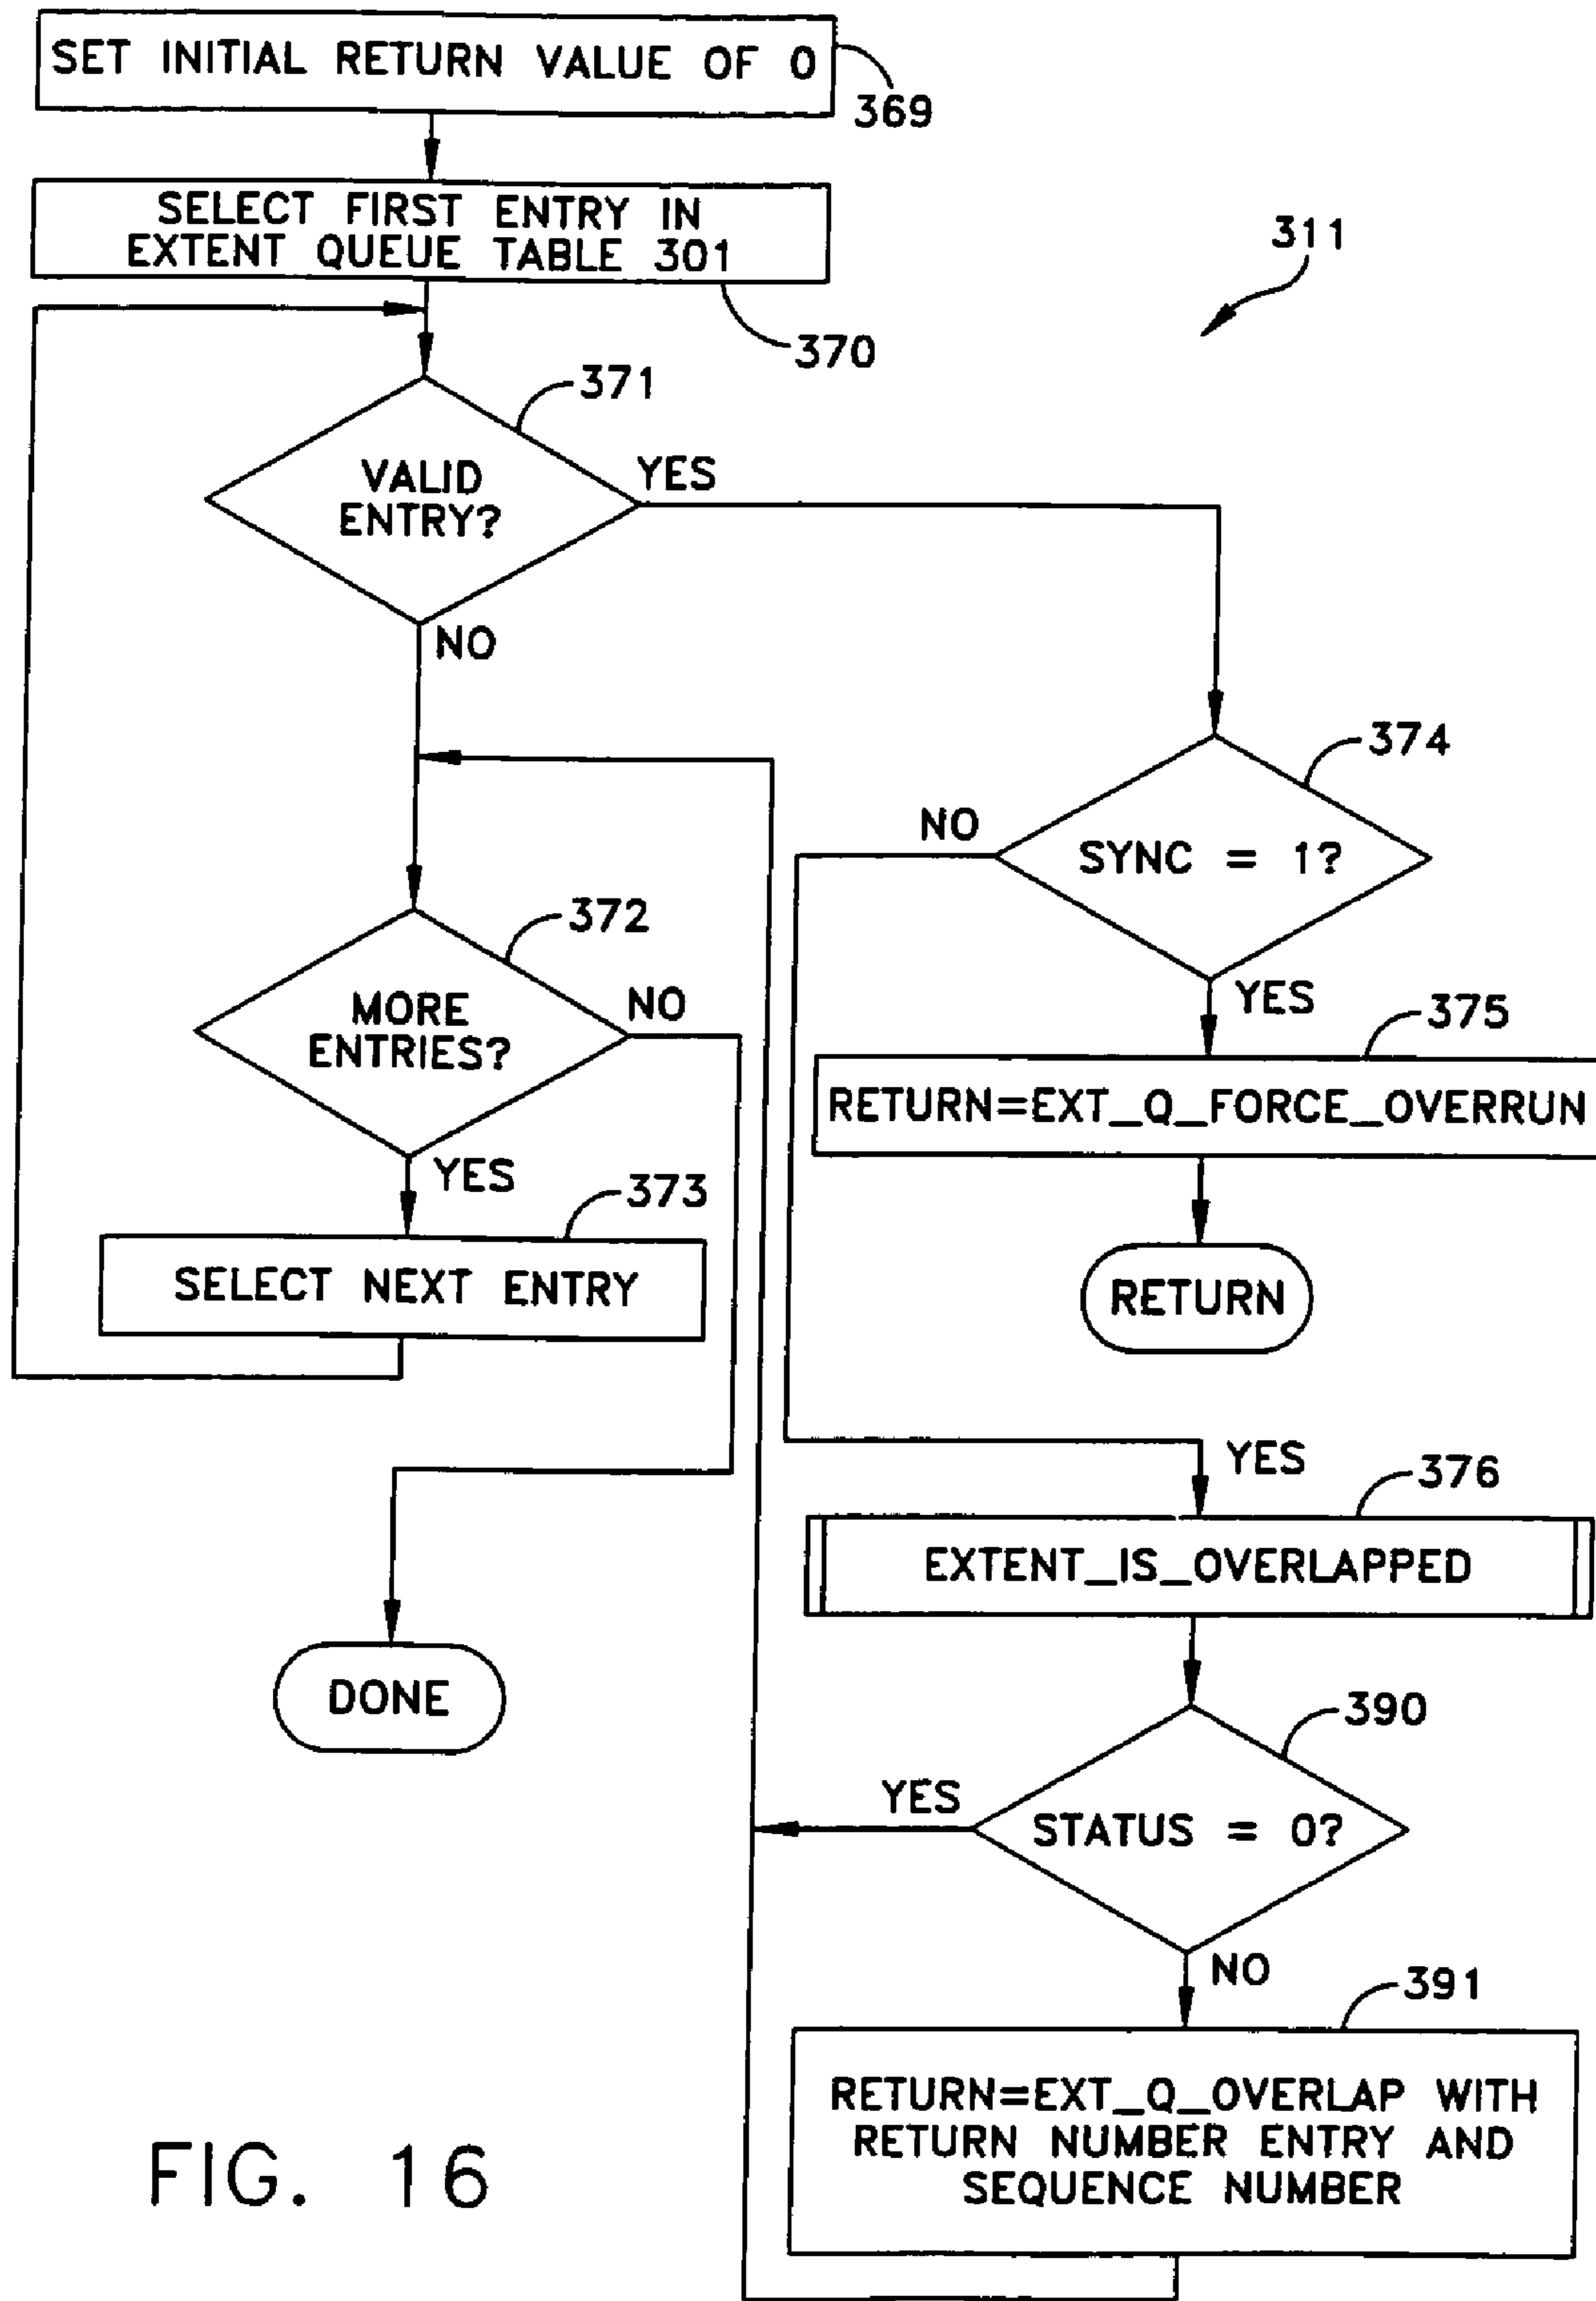 SET INITIAL RETURN VALUE OF 0
369
SELECT FIRST ENTRY IN
EXTENT QUEUE TABLE 301
370
311
371
VALID
ENTRY?
YES
NO
374
SYNC = 1?
NO
YES
372
MORE
ENTRIES?
NO
YES
375
RETURN=EXT_Q_FORCE_OVERRUN
373
SELECT NEXT ENTRY
RETURN
YES
376
EXTENT_IS_OVERLAPPED
DONE
390
STATUS = 0?
YES
NO
391
RETURN=EXT_Q_OVERLAP WITH
RETURN NUMBER ENTRY AND
SEQUENCE NUMBER
FIG. 16